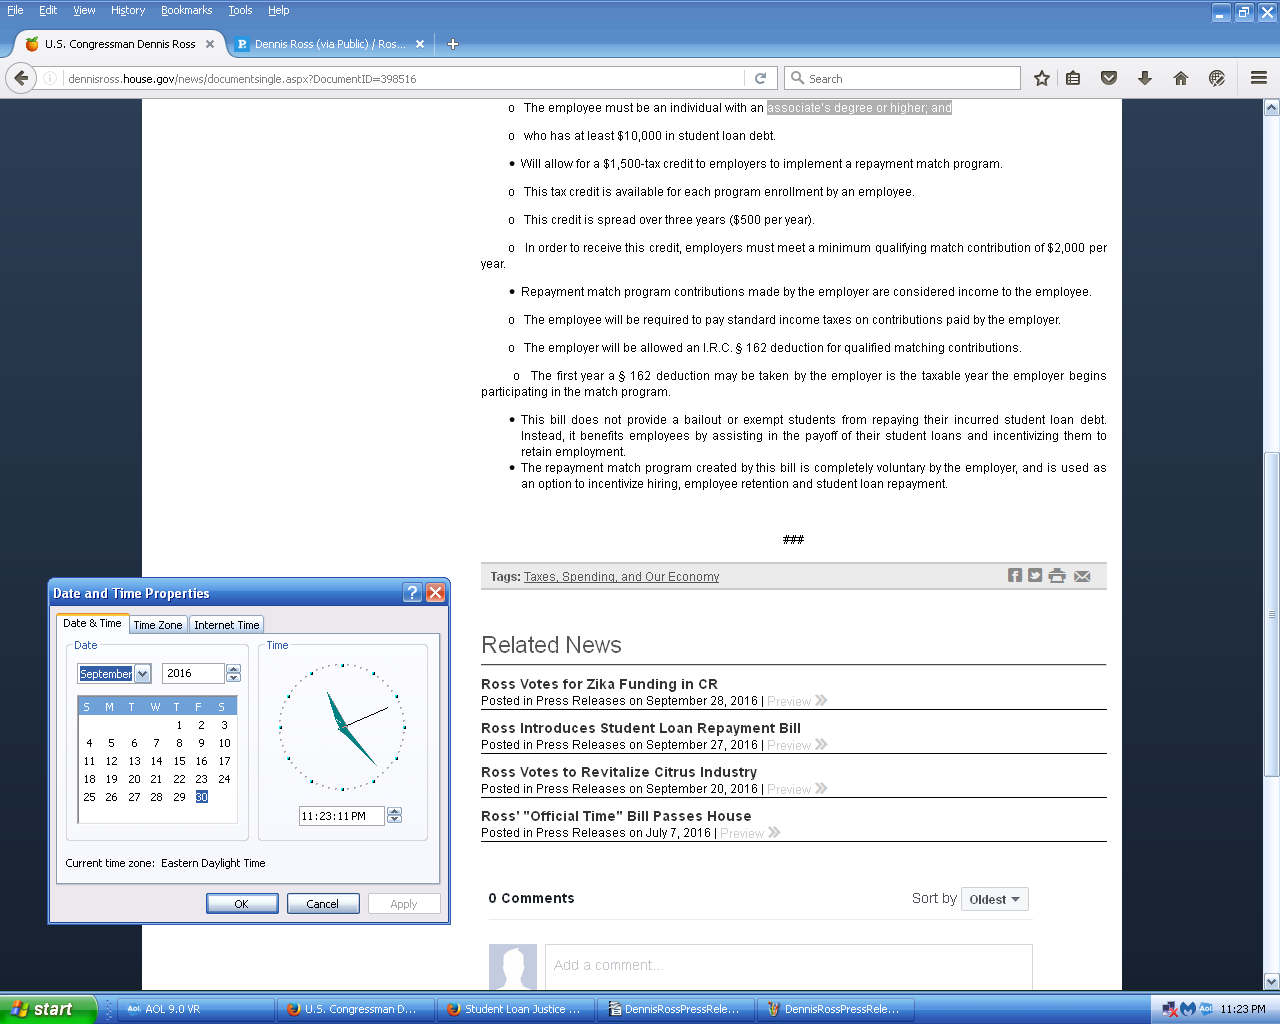 File Edit View History Bookmarks Tools Help
U.S. Congressman Dennis Ross
Dennis Ross (via Public) / Ros...
dennisross.house.gov/news/documentsingle.aspx?DocumentID=398516
Search
o The employee must be an individual with an associate's degree or higher; and
o who has at least $10,000 in student loan debt.
• Will allow for a $1,500-tax credit to employers to implement a repayment match program.
o This tax credit is available for each program enrollment by an employee.
o This credit is spread over three years ($500 per year).
o In order to receive this credit, employers must meet a minimum qualifying match contribution of $2,000 per
year.
• Repayment match program contributions made by the employer are considered income to the employee.
o The employee will be required to pay standard income taxes on contributions paid by the employer.
o The employer will be allowed an I.R.C. § 162 deduction for qualified matching contributions.
o The first year a § 162 deduction may be taken by the employer is the taxable year the employer begins
participating in the match program.
• This bill does not provide a bailout or exempt students from repaying their incurred student loan debt.
Instead, it benefits employees by assisting in the payoff of their student loans and incentivizing them to
retain employment.
• The repayment match program created by this bill is completely voluntary by the employer, and is used as
an option to incentivize hiring, employee retention and student loan repayment.
###
Tags: Taxes, Spending, and Our Economy
Related News
Ross Votes for Zika Funding in CR
Posted in Press Releases on September 28, 2016 | Preview
Ross Introduces Student Loan Repayment Bill
Posted in Press Releases on September 27, 2016 | Preview
Ross Votes to Revitalize Citrus Industry
Posted in Press Releases on September 20, 2016 | Preview
Ross' "Official Time" Bill Passes House
Posted in Press Releases on July 7, 2016 | Preview
0 Comments
Sort by Oldest
Add a comment...
Date and Time Properties
Date & Time Time Zone Internet Time
Date
Time
September 2016
S M T W T F S
1 2 3
4 5 6 7 8 9 10
11 12 13 14 15 16 17
18 19 20 21 22 23 24
25 26 27 28 29 30
11:23:11 PM
Current time zone: Eastern Daylight Time
OK Cancel Apply
start
Aol AOL 9.0 VR
U.S. Congressman D...
Student Loan Justice ...
DennisRossPressRele...
DennisRossPressRele...
Aol
11:23 PM